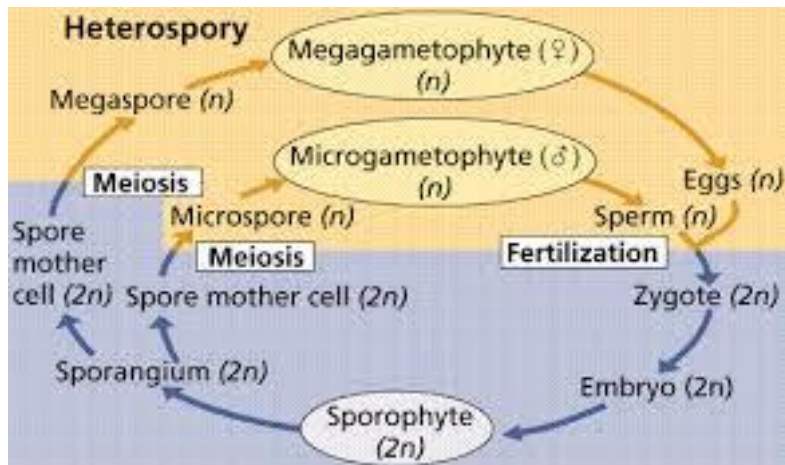 Heterospory
Megagametophyte (♀)
(n)
Megaspore (n)
Microgametophyte (♂)
(n)
Meiosis
Eggs (n)
Microspore (n)
Sperm (n)
Spore
mother
cell (2n)
Meiosis
Fertilization
Spore mother cell (2n)
Zygote (2n)
Sporangium (2n)
Embryo (2n)
Sporophyte
(2n)